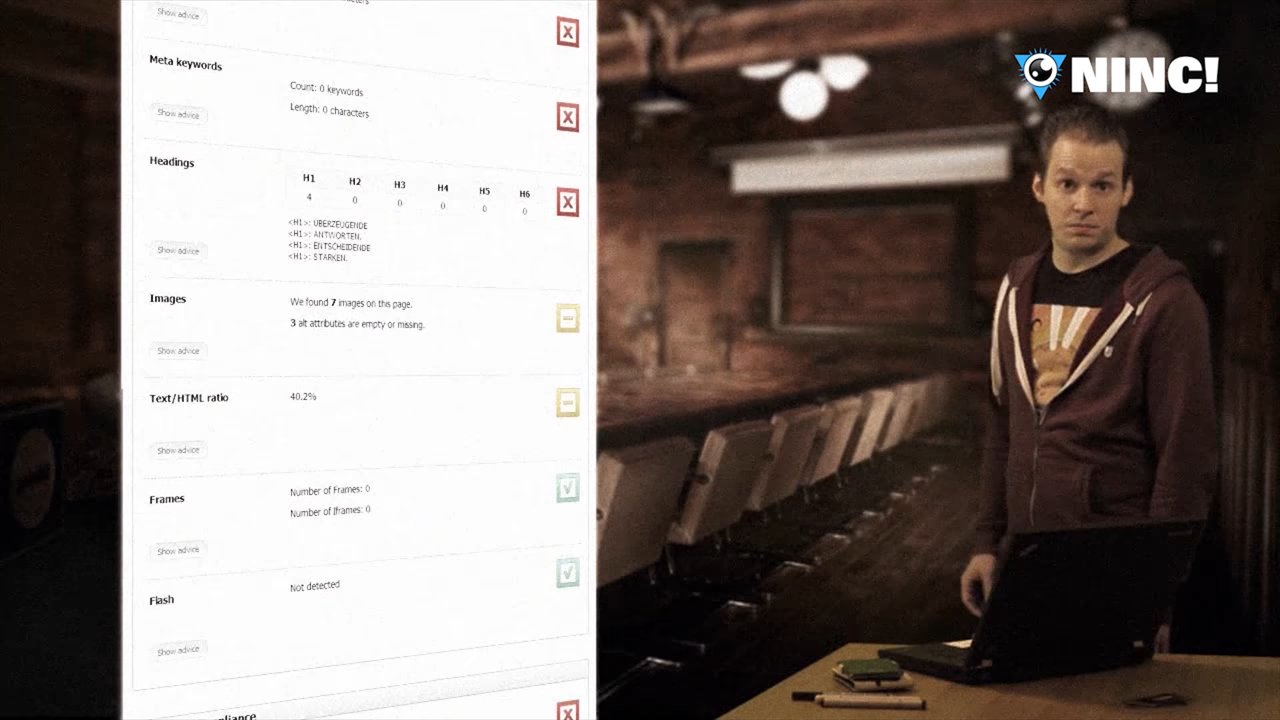 Show advice
Meta keywords
Count: 0 keywords
Length: 0 characters
Show advice
Headings
H1 H2 H3 H4 H5 H6
4 0 0 0 0 0
<H1>: ÜBERZEUGENDE
<H1>: ANTWORTEN.
<H1>: ENTSCHEIDENDE
<H1>: STÄRKEN.
Show advice
Images
We found 7 images on this page.
3 alt attributes are empty or missing.
Show advice
Text/HTML ratio
40.2%
Show advice
Frames
Number of Frames: 0
Number of Iframes: 0
Show advice
Flash
Not detected
Show advice
NINC!